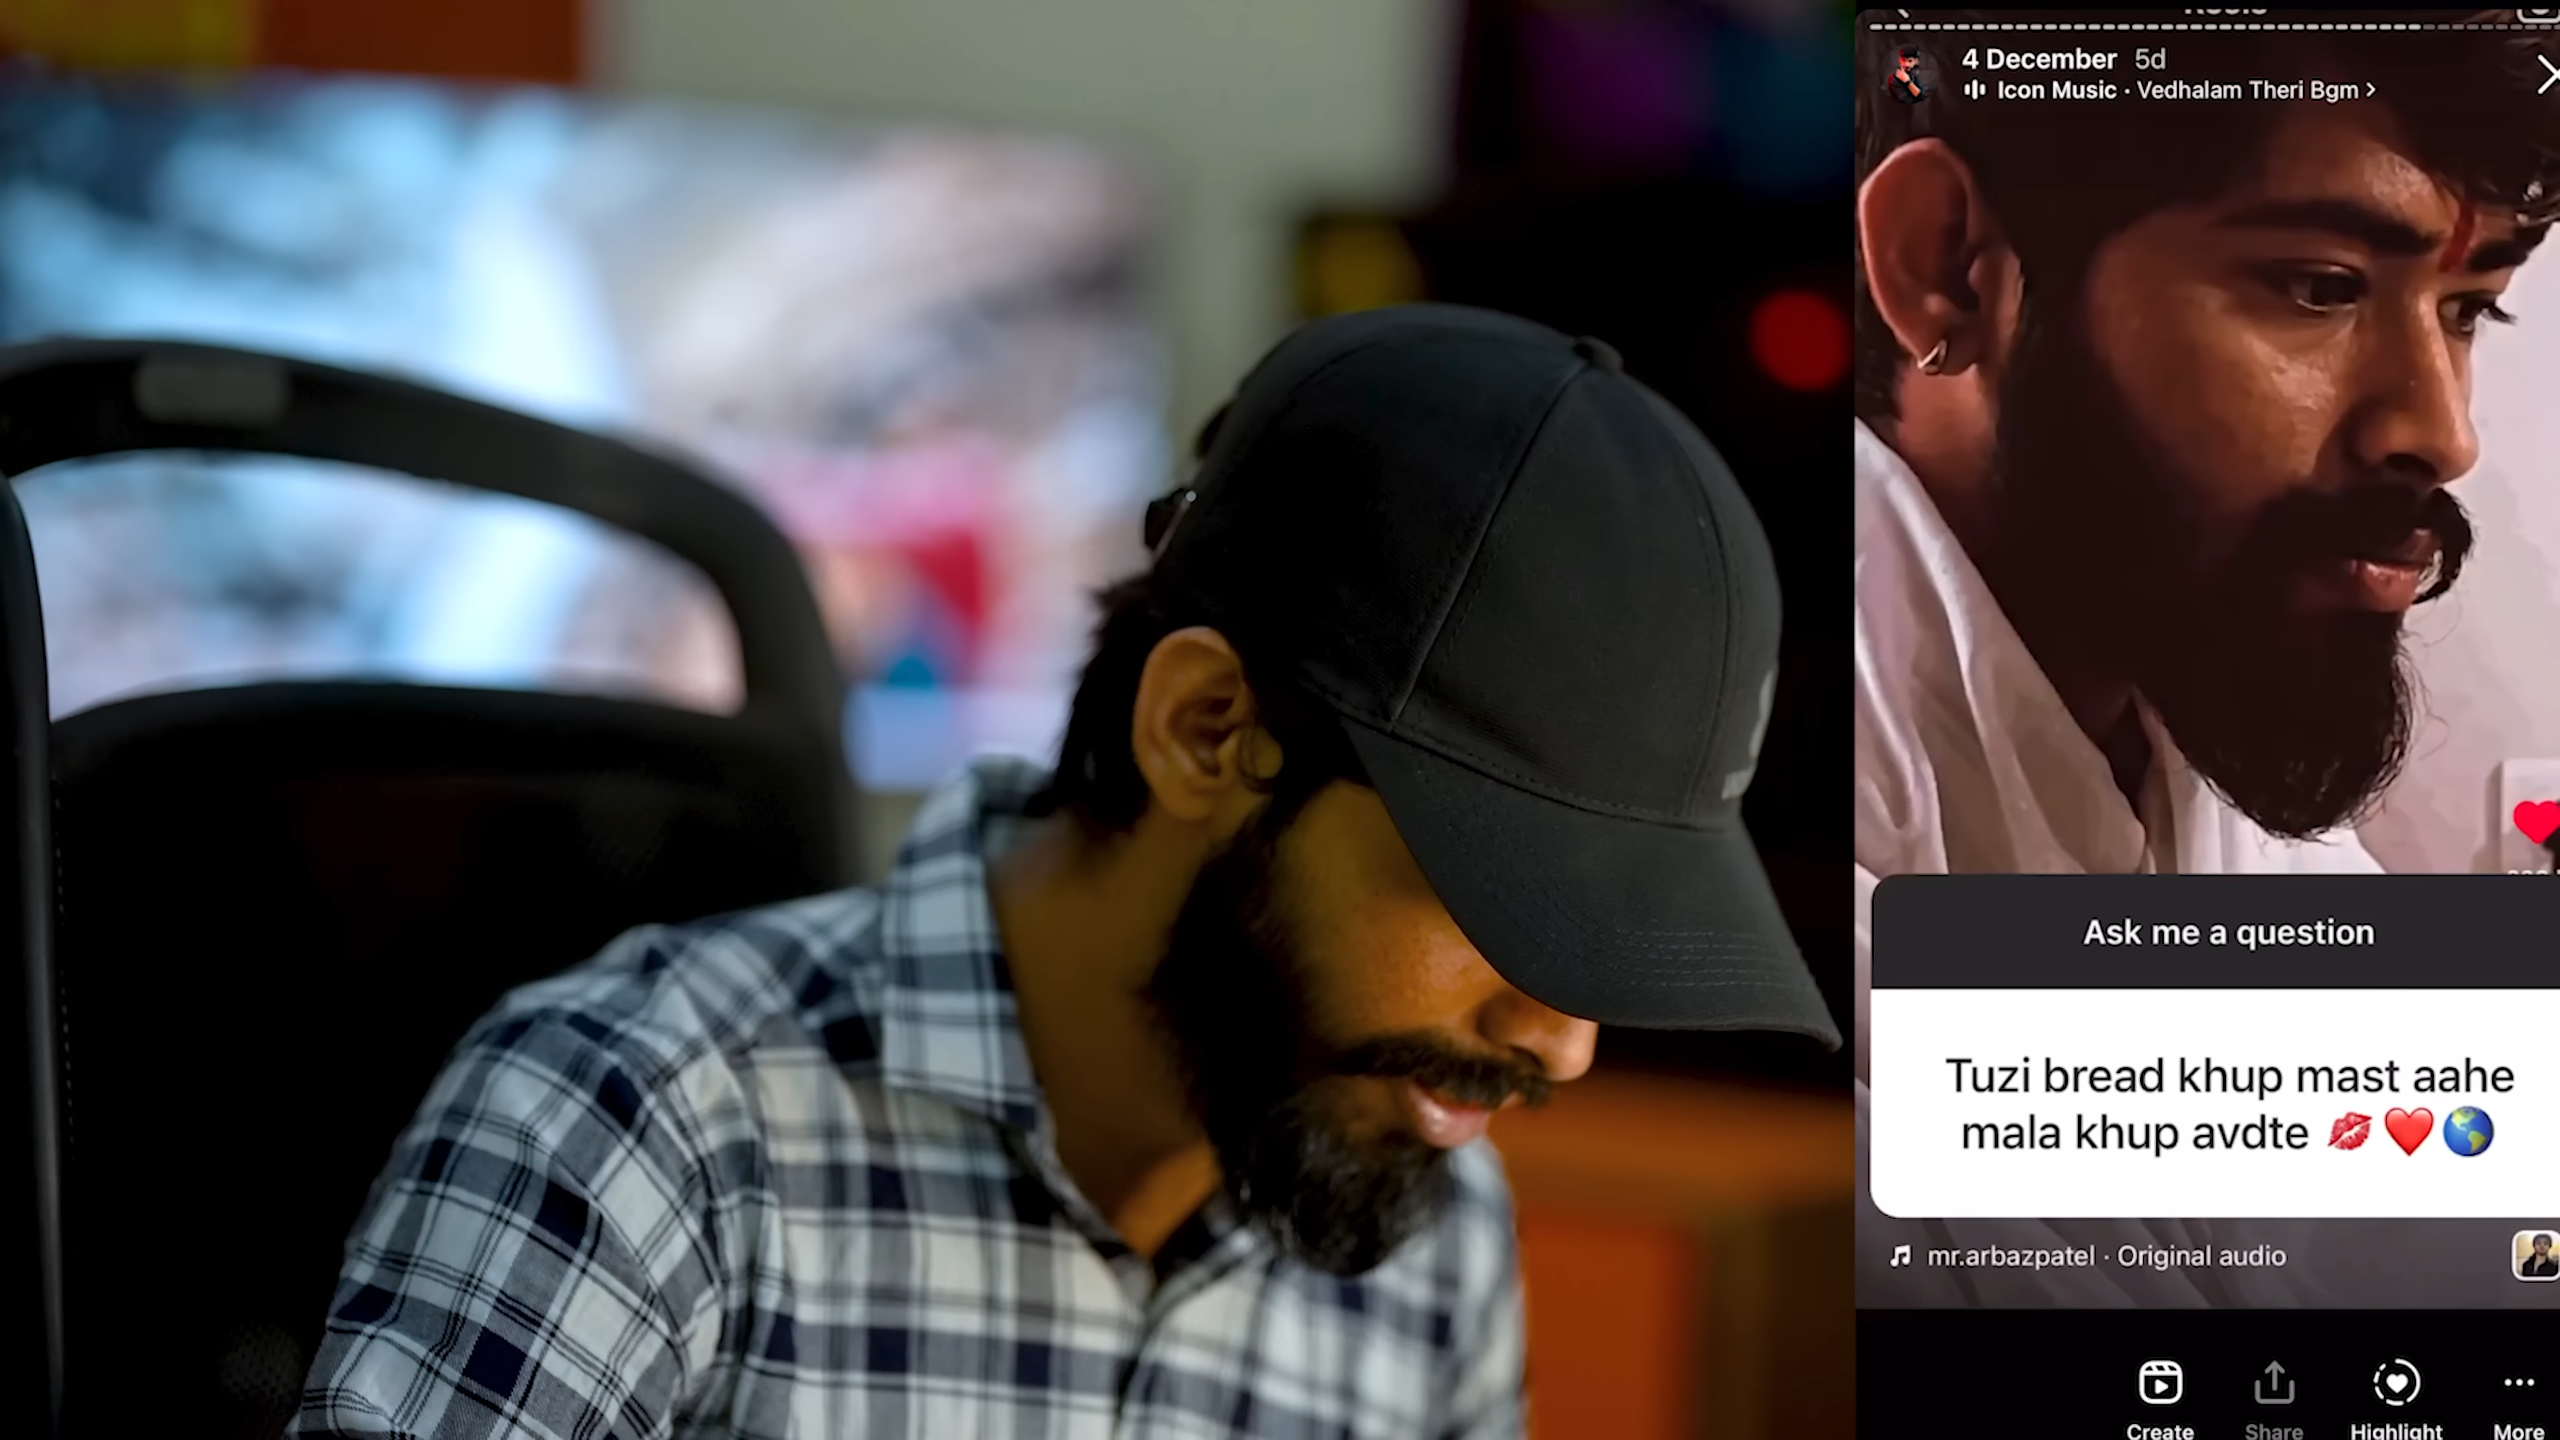 Reels
4 December 5d
Icon Music · Vedhalam Theri Bgm >
Ask me a question
Tuzi bread khup mast aahe
mala khup avdte 💋❤️🌎
mr.arbazpatel · Original audio
Create Share Highlight More